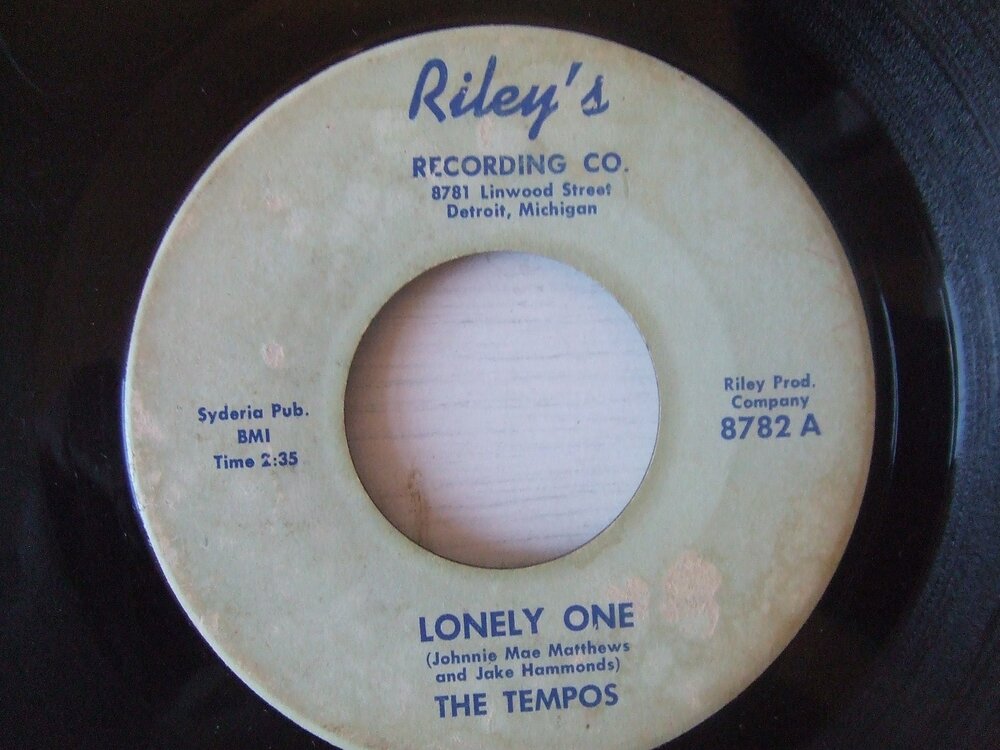 Riley's
RECORDING CO.
8781 Linwood Street
Detroit, Michigan
Syderia Pub.
BMI
Time 2:35
Riley Prod.
Company
8782 A
LONELY ONE
(Johnnie Mae Matthews
and Jake Hammonds)
THE TEMPOS